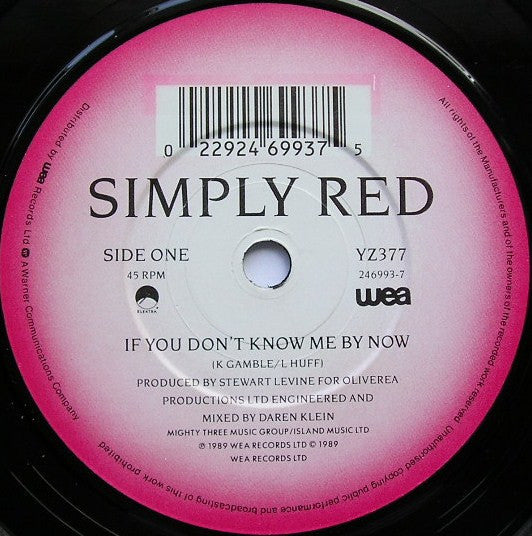 0 22924 69937 5
SIMPLY RED
SIDE ONE
45 RPM
YZ377
246993-7
ELEKTRA
wea
IF YOU DON'T KNOW ME BY NOW
(K GAMBLE/L HUFF)
PRODUCED BY STEWART LEVINE FOR OLIVEREA
PRODUCTIONS LTD ENGINEERED AND
MIXED BY DAREN KLEIN
MIGHTY THREE MUSIC GROUP/ISLAND MUSIC LTD
℗ 1989 WEA RECORDS LTD © 1989
WEA RECORDS LTD
Distributed by wea Records Ltd A Warner Communications Company
All rights of the Manufacturers and of the owner of the recorded work reserved. Unauthorised copying public performance and broadcasting of this work prohibited